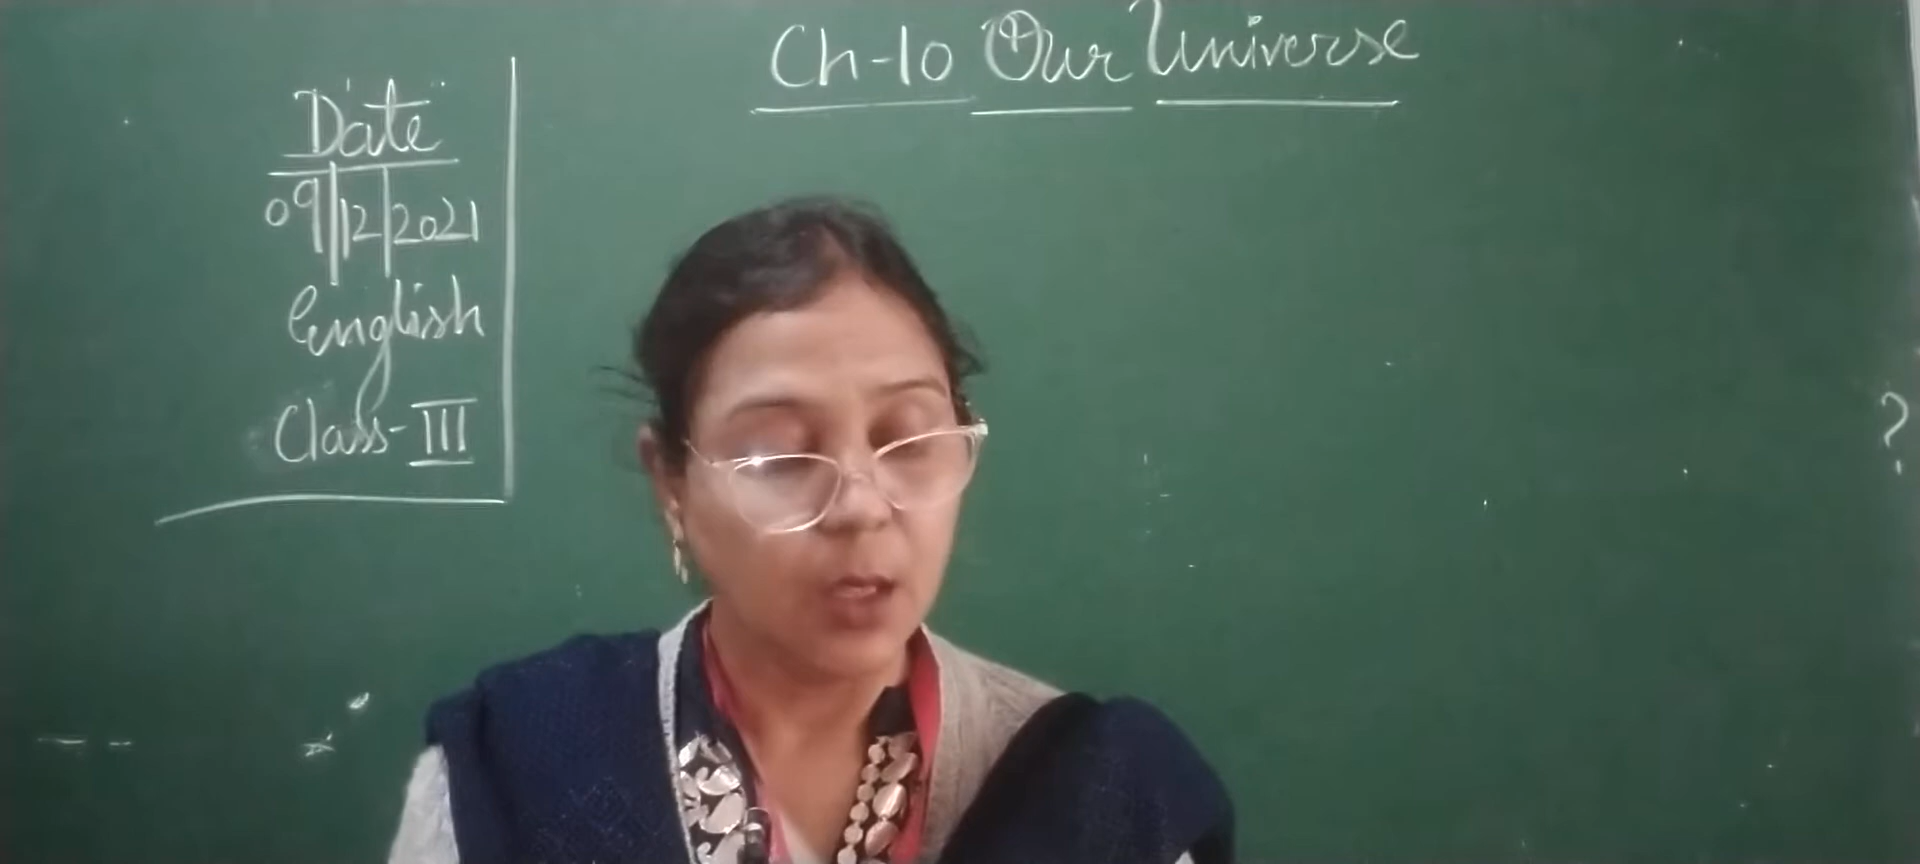 Ch-10 Our Universe
Date
09/12/2021
English
Class-III
?